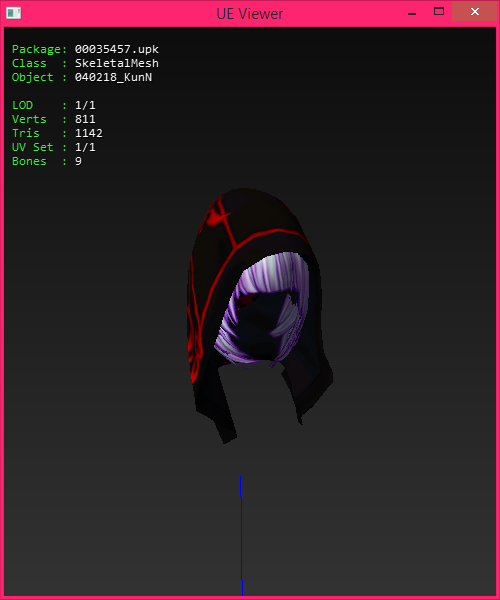 UE Viewer
Package: 00035457.upk
Class : SkeletalMesh
Object : 040218_KunN
LOD : 1/1
Verts : 811
Tris : 1142
UV Set : 1/1
Bones : 9